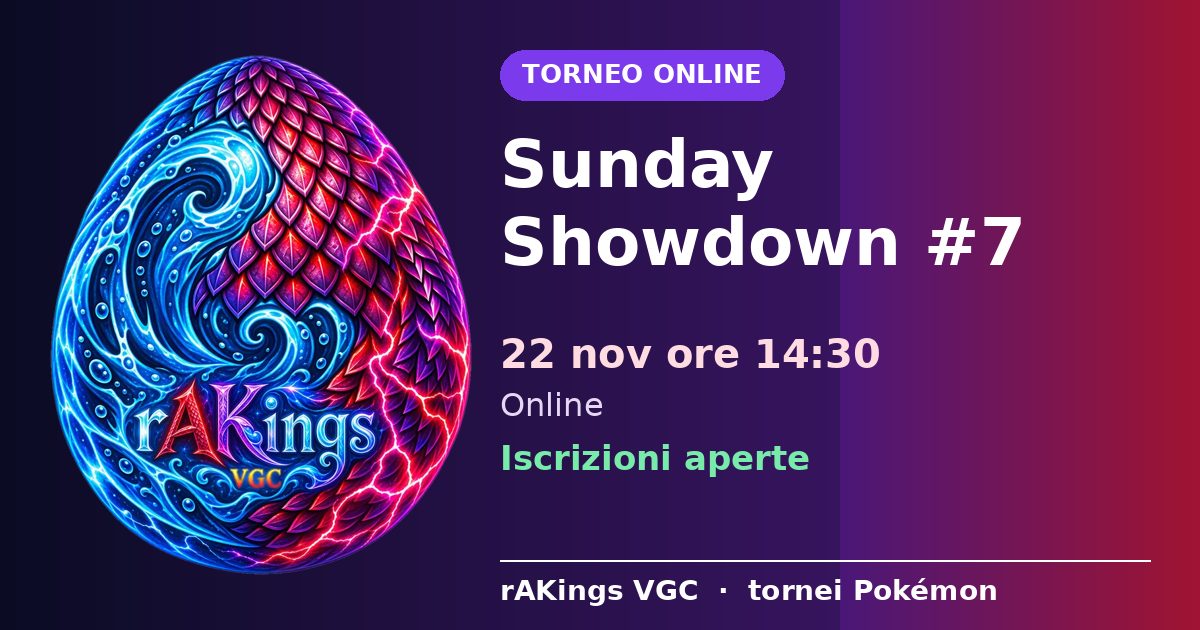 TORNEO ONLINE
Sunday
Showdown #7
22 nov ore 14:30
Online
Iscrizioni aperte
rAKings
VGC
rAKings VGC · tornei Pokémon